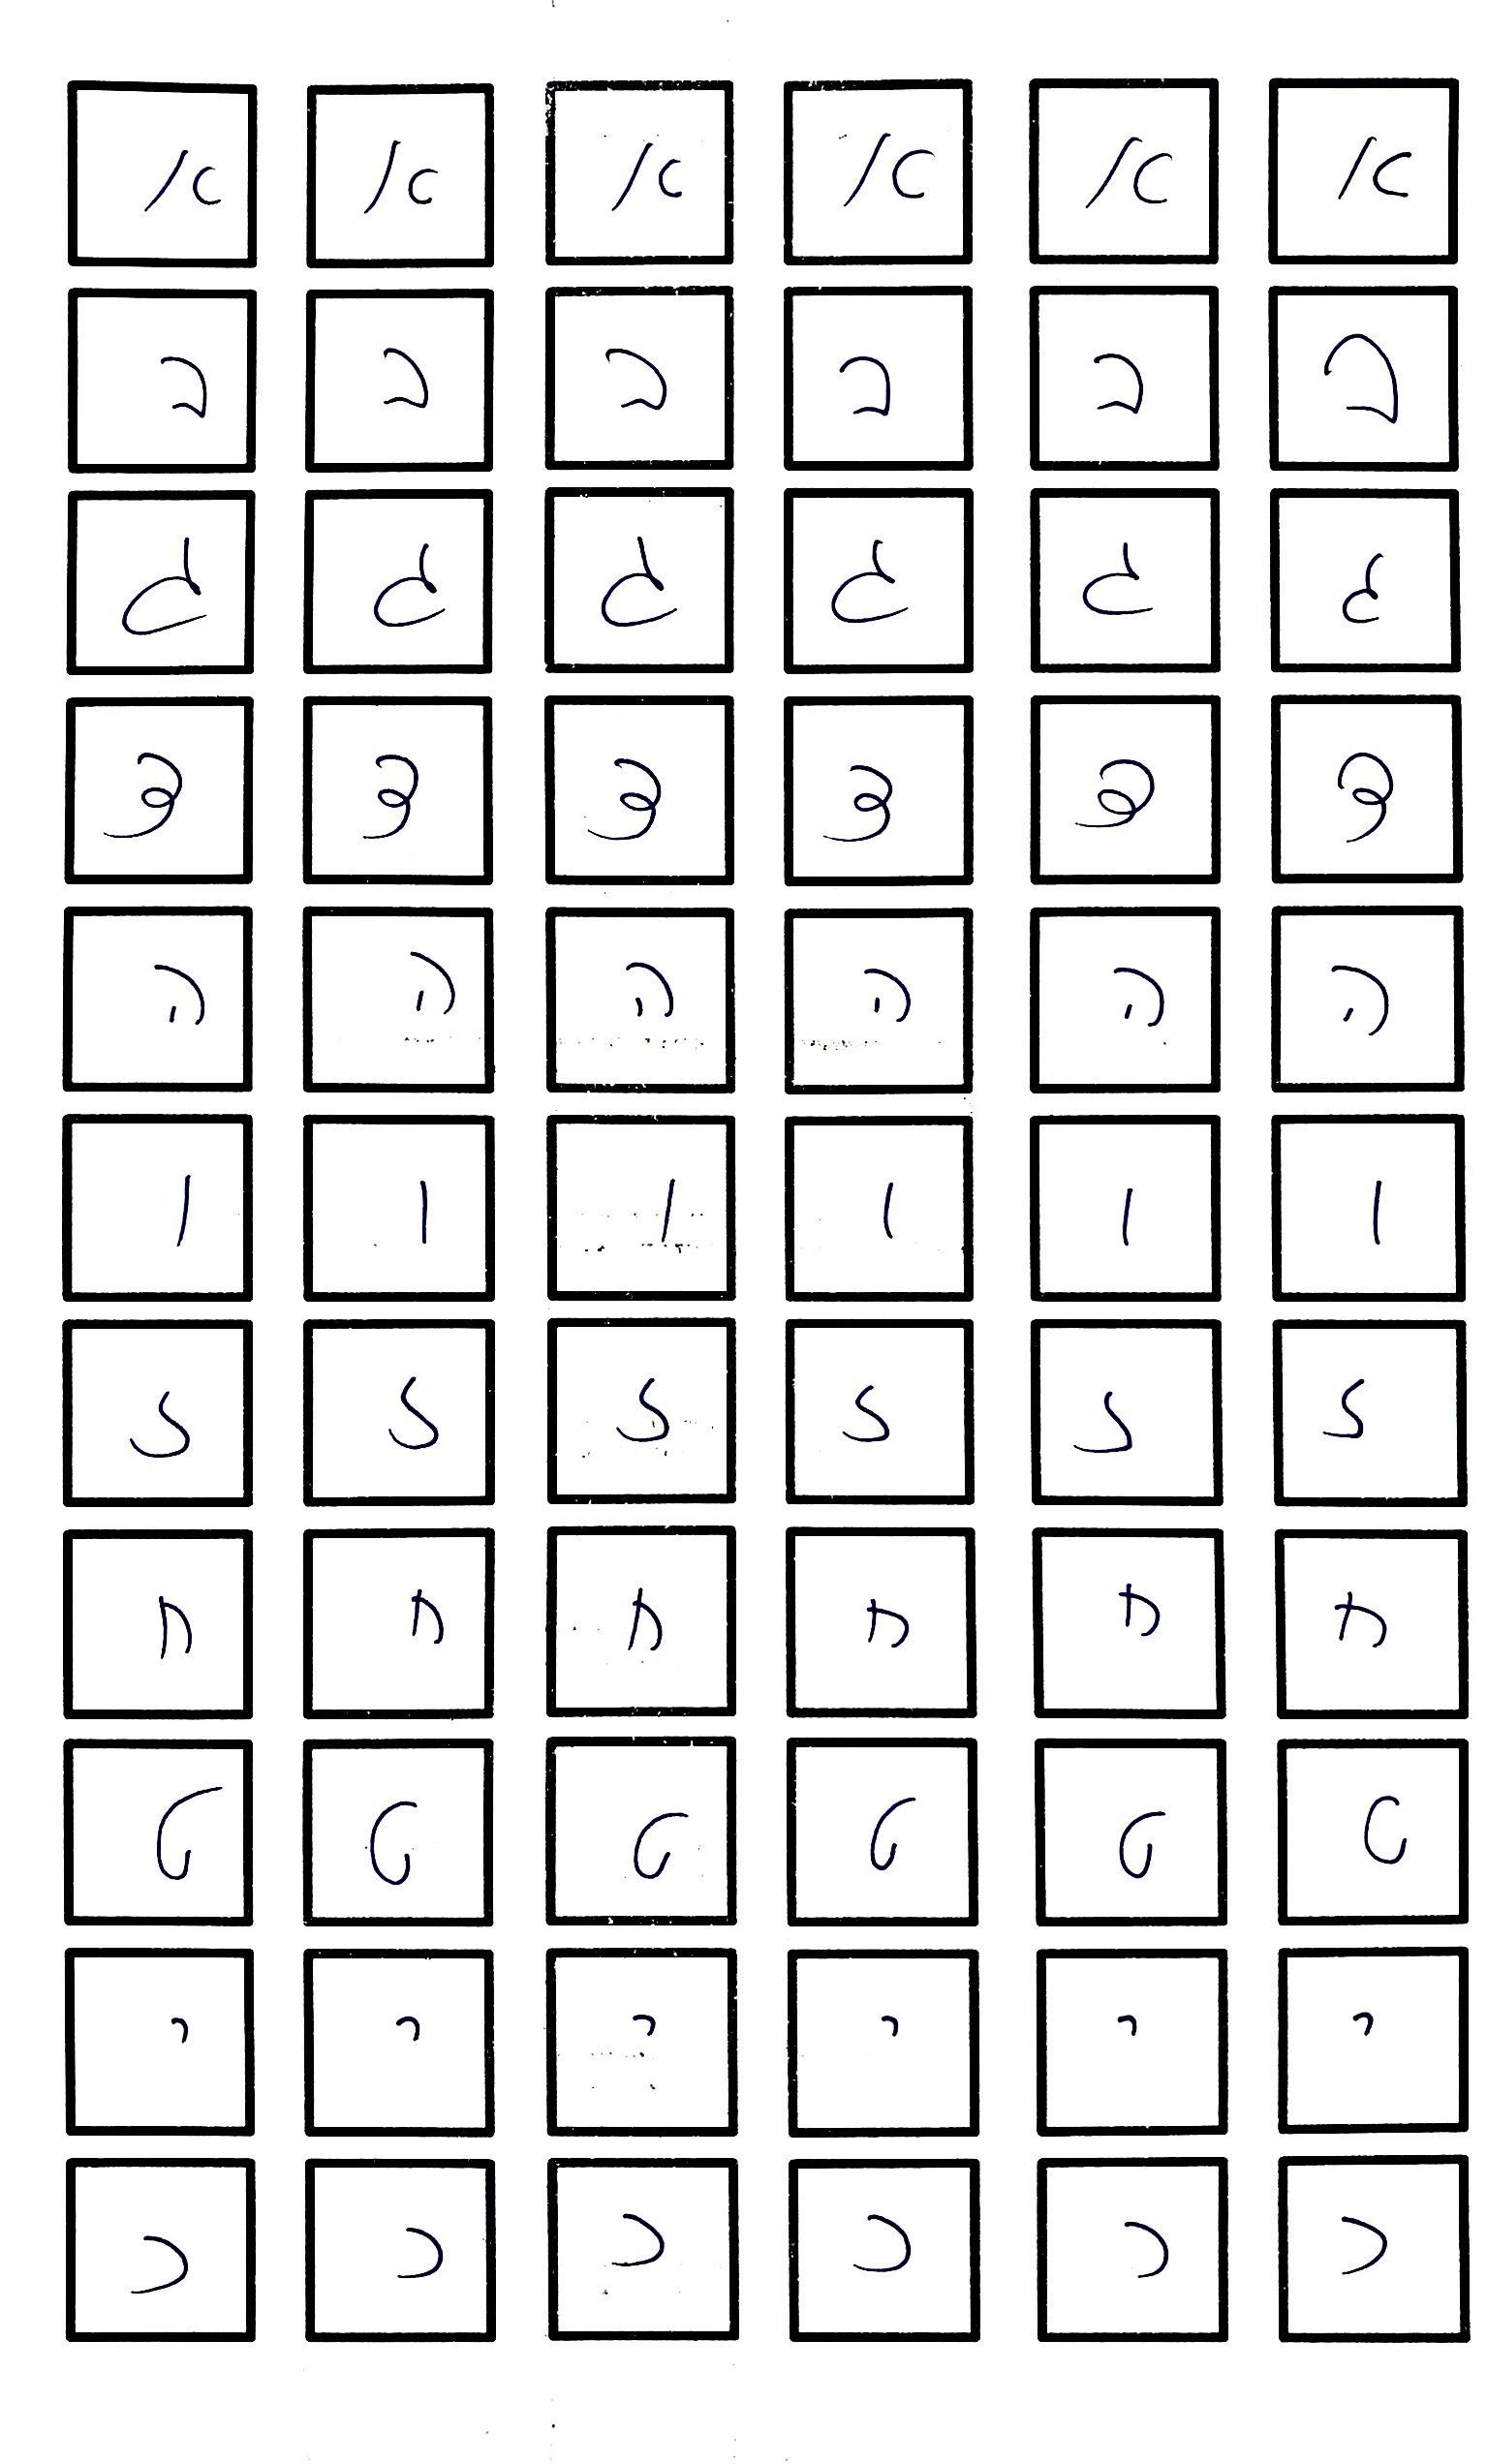 א א א א א א
ב ב ב ב ב ב
ג ג ג ג ג ג
ד ד ד ד ד ד
ה ה ה ה ה ה
ו ו ו ו ו ו
ז ז ז ז ז ז
ח ח ח ח ח ח
ט ט ט ט ט ט
י י י י י י
כ כ כ כ כ כ